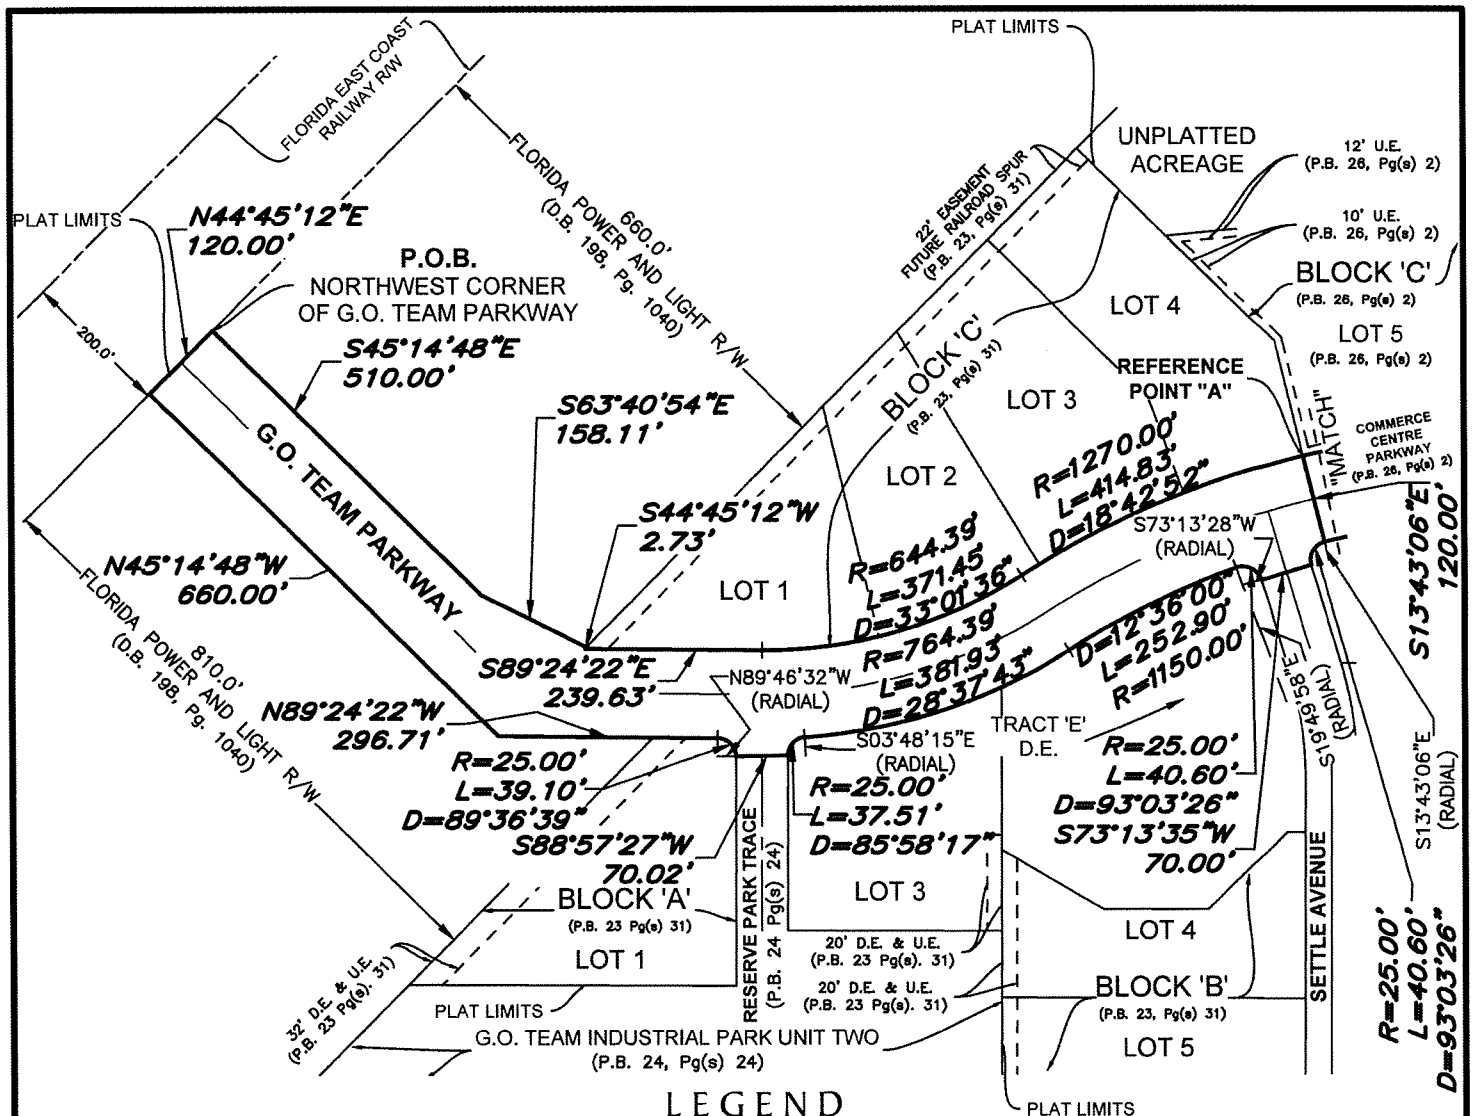 PLAT LIMITS
FLORIDA EAST COAST
RAILWAY R/W
UNPLATTED
ACREAGE
12' U.E.
(P.B. 26, Pg(s) 2)
10' U.E.
(P.B. 26, Pg(s) 2)
BLOCK 'C'
(P.B. 26, Pg(s) 2)
LOT 5
(P.B. 26, Pg(s) 2)
PLAT LIMITS
N44°45'12"E
120.00'
P.O.B.
NORTHWEST CORNER
OF G.O. TEAM PARKWAY
660.0'
FLORIDA POWER AND LIGHT R/W
(D.B. 198, Pg. 1040)
22' EASEMENT
FUTURE RAILROAD SPUR
(P.B. 23, Pg(s) 31)
200.0'
S45°14'48"E
510.00'
S63°40'54"E
158.11'
BLOCK 'C'
(P.B. 23, Pg(s) 31)
LOT 4
LOT 3
REFERENCE
POINT "A"
"MATCH"
COMMERCE
CENTRE
PARKWAY
(P.B. 26, Pg(s) 2)
G.O. TEAM PARKWAY
S44°45'12"W
2.73'
LOT 2
R=1270.00'
L=414.83'
D=18°42'52"
S73°13'28"W
(RADIAL)
S13°43'06"E
120.00'
N45°14'48"W
660.00'
LOT 1
R=644.39'
L=371.45'
D=33°01'36"
810.0'
FLORIDA POWER AND LIGHT R/W
(D.B. 198, Pg. 1040)
S89°24'22"E
239.63'
N89°46'32"W
(RADIAL)
R=764.39'
L=381.93'
D=28°37'43"
D=12°36'00"
L=252.90'
R=1150.00'
N89°24'22"W
296.71'
S03°48'15"E
(RADIAL)
TRACT 'E'
D.E.
S19°49'58"E
(RADIAL)
S13°43'06"E
(RADIAL)
R=25.00'
L=39.10'
D=89°36'39"
S88°57'27"W
70.02'
R=25.00'
L=37.51'
D=85°58'17"
R=25.00'
L=40.60'
D=93°03'26"
S73°13'35"W
70.00'
BLOCK 'A'
(P.B. 23 Pg(s) 31)
LOT 1
RESERVE PARK TRACE
(P.B. 24 Pg(s) 24)
LOT 3
20' D.E. & U.E.
(P.B. 23 Pg(s). 31)
20' D.E. & U.E.
(P.B. 23 Pg(s). 31)
LOT 4
BLOCK 'B'
(P.B. 23, Pg(s) 31)
LOT 5
SETTLE AVENUE
R=25.00'
L=40.60'
D=93°03'26"
32' D.E. & U.E.
(P.B. 23 Pg(s). 31)
PLAT LIMITS
G.O. TEAM INDUSTRIAL PARK UNIT TWO
(P.B. 24, Pg(s) 24)
LEGEND
PLAT LIMITS